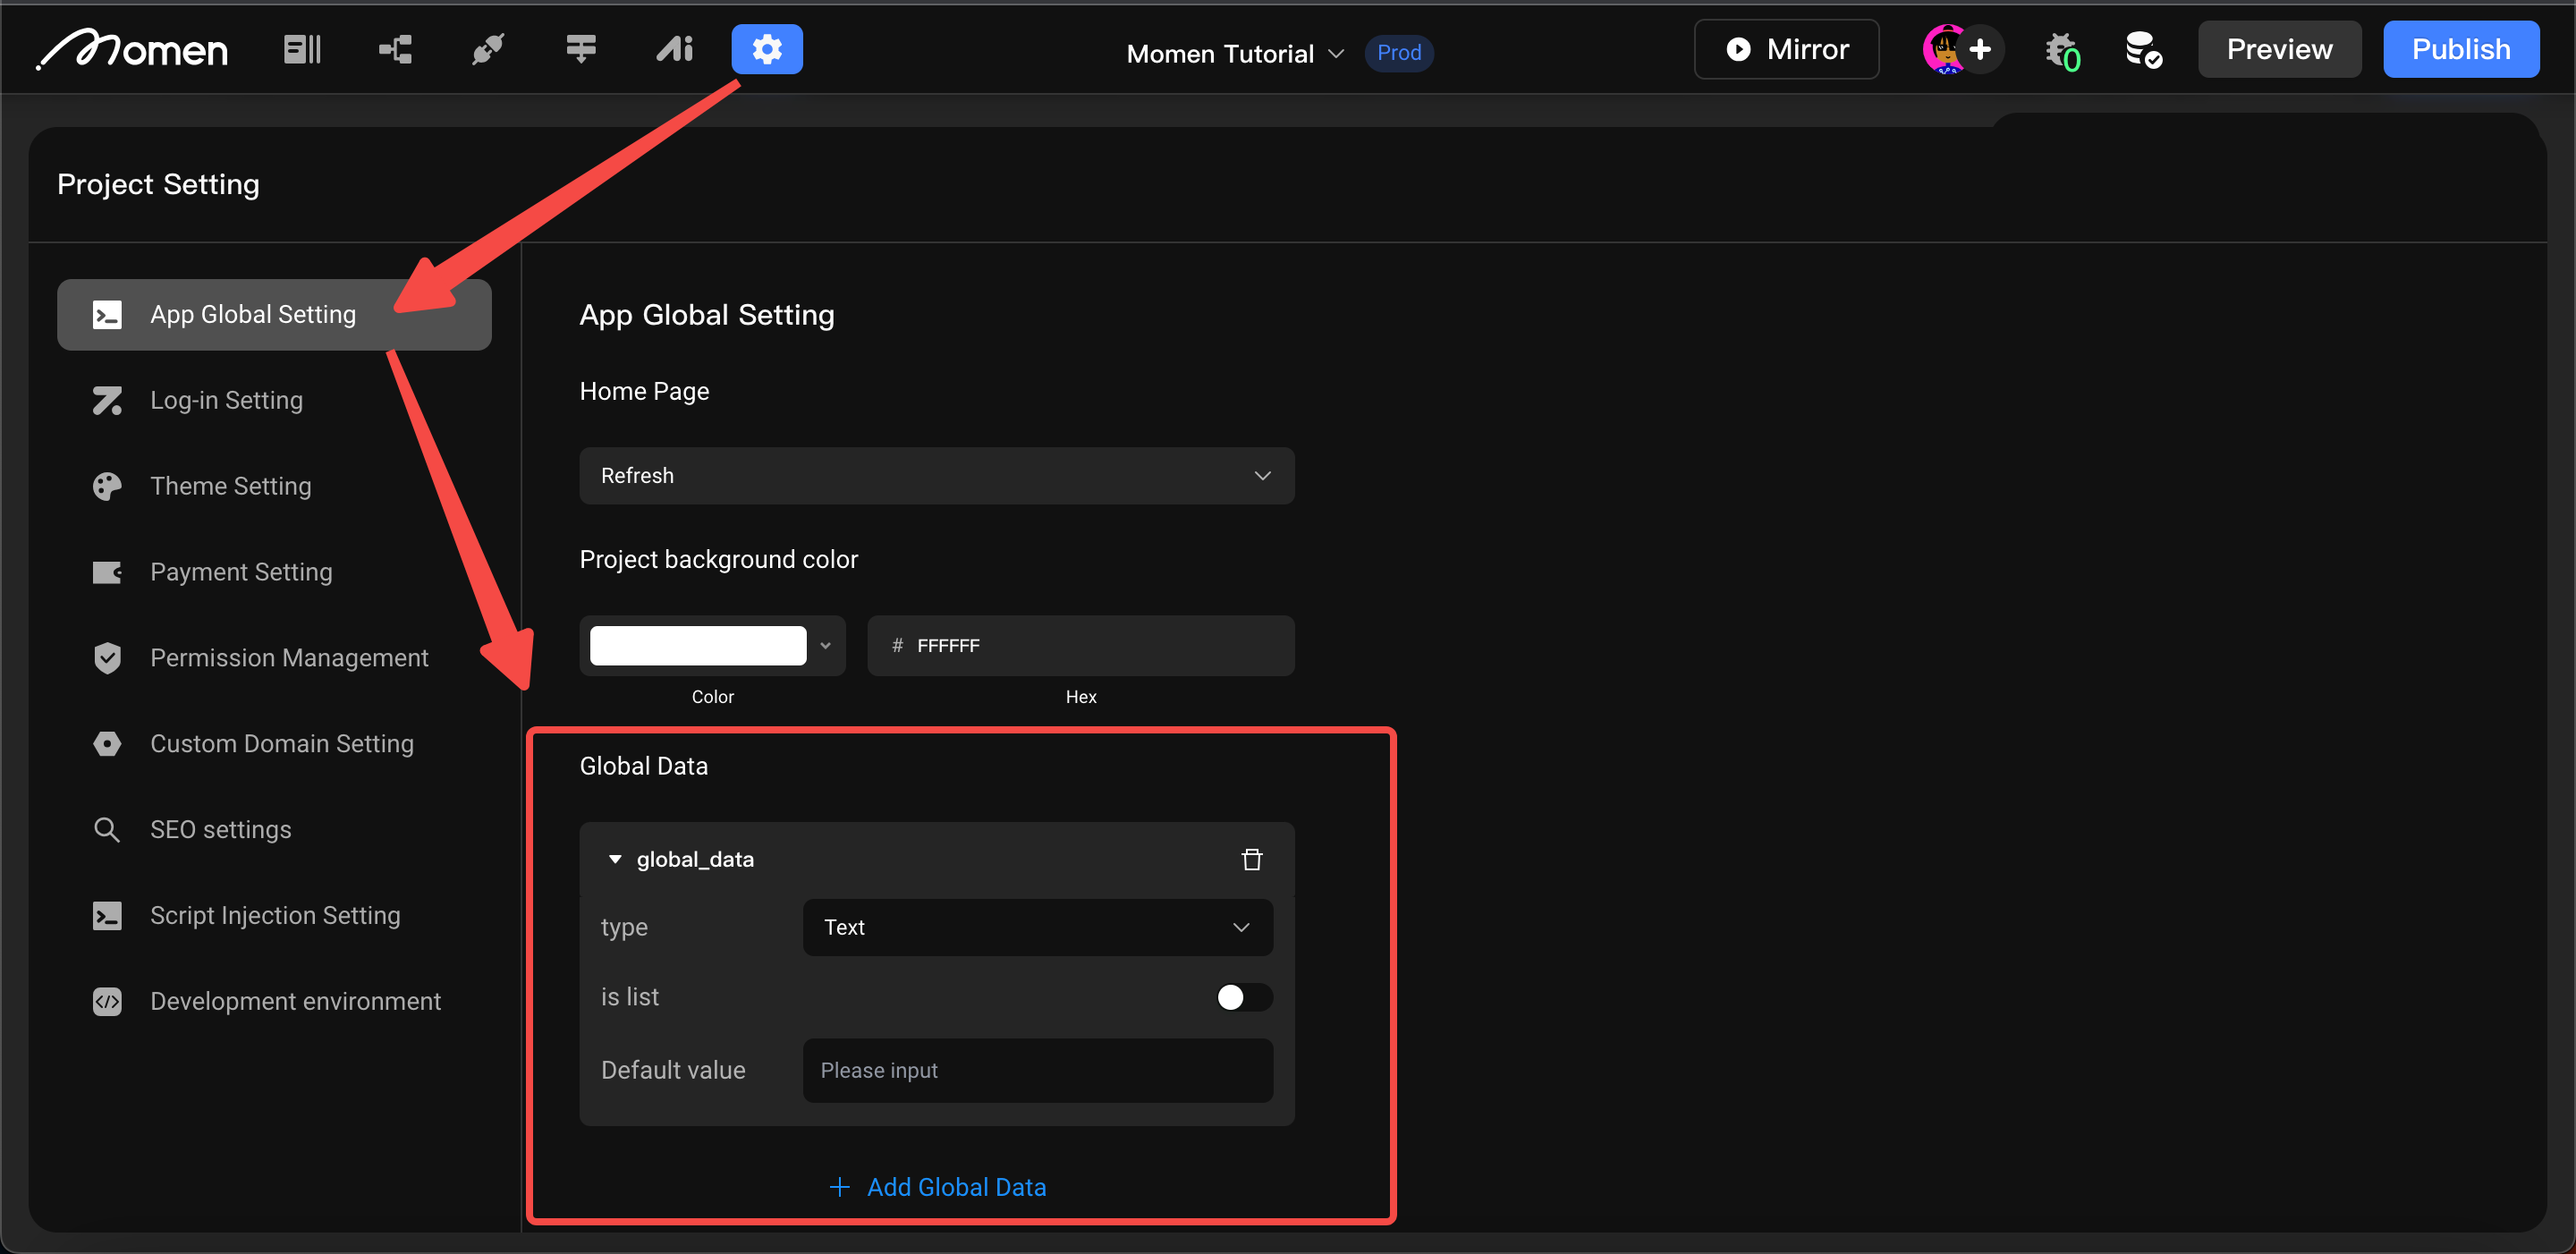 Momen
Ai
Momen Tutorial
Prod
Mirror
0
Preview
Publish
Project Setting
App Global Setting
Log-in Setting
Theme Setting
Payment Setting
Permission Management
Custom Domain Setting
SEO settings
Script Injection Setting
Development environment
App Global Setting
Home Page
Refresh
Project background color
# FFFFFF
Color
Hex
Global Data
global_data
type
Text
is list
Default value
Please input
+ Add Global Data